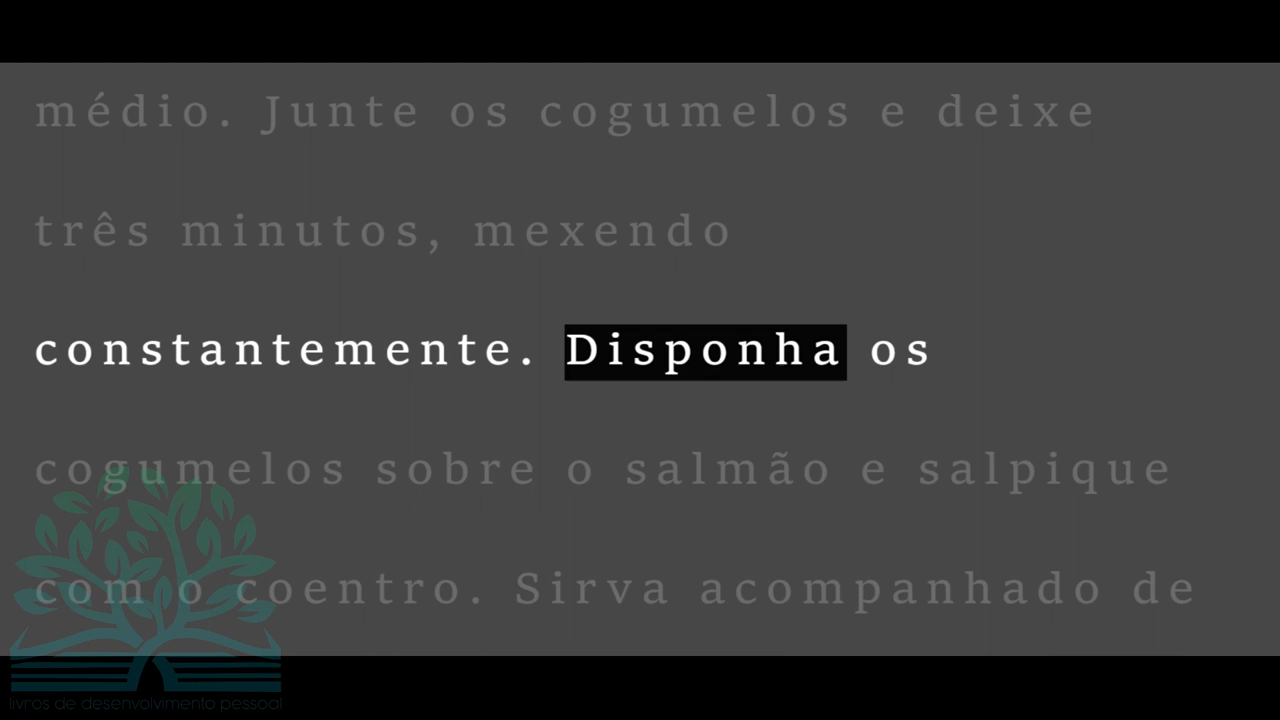 médio. Junte os cogumelos e deixe
três minutos, mexendo
constantemente. Disponha os
cogumelos sobre o salmão e salpique
com o coentro. Sirva acompanhado de
livros de desenvolvimento pessoal